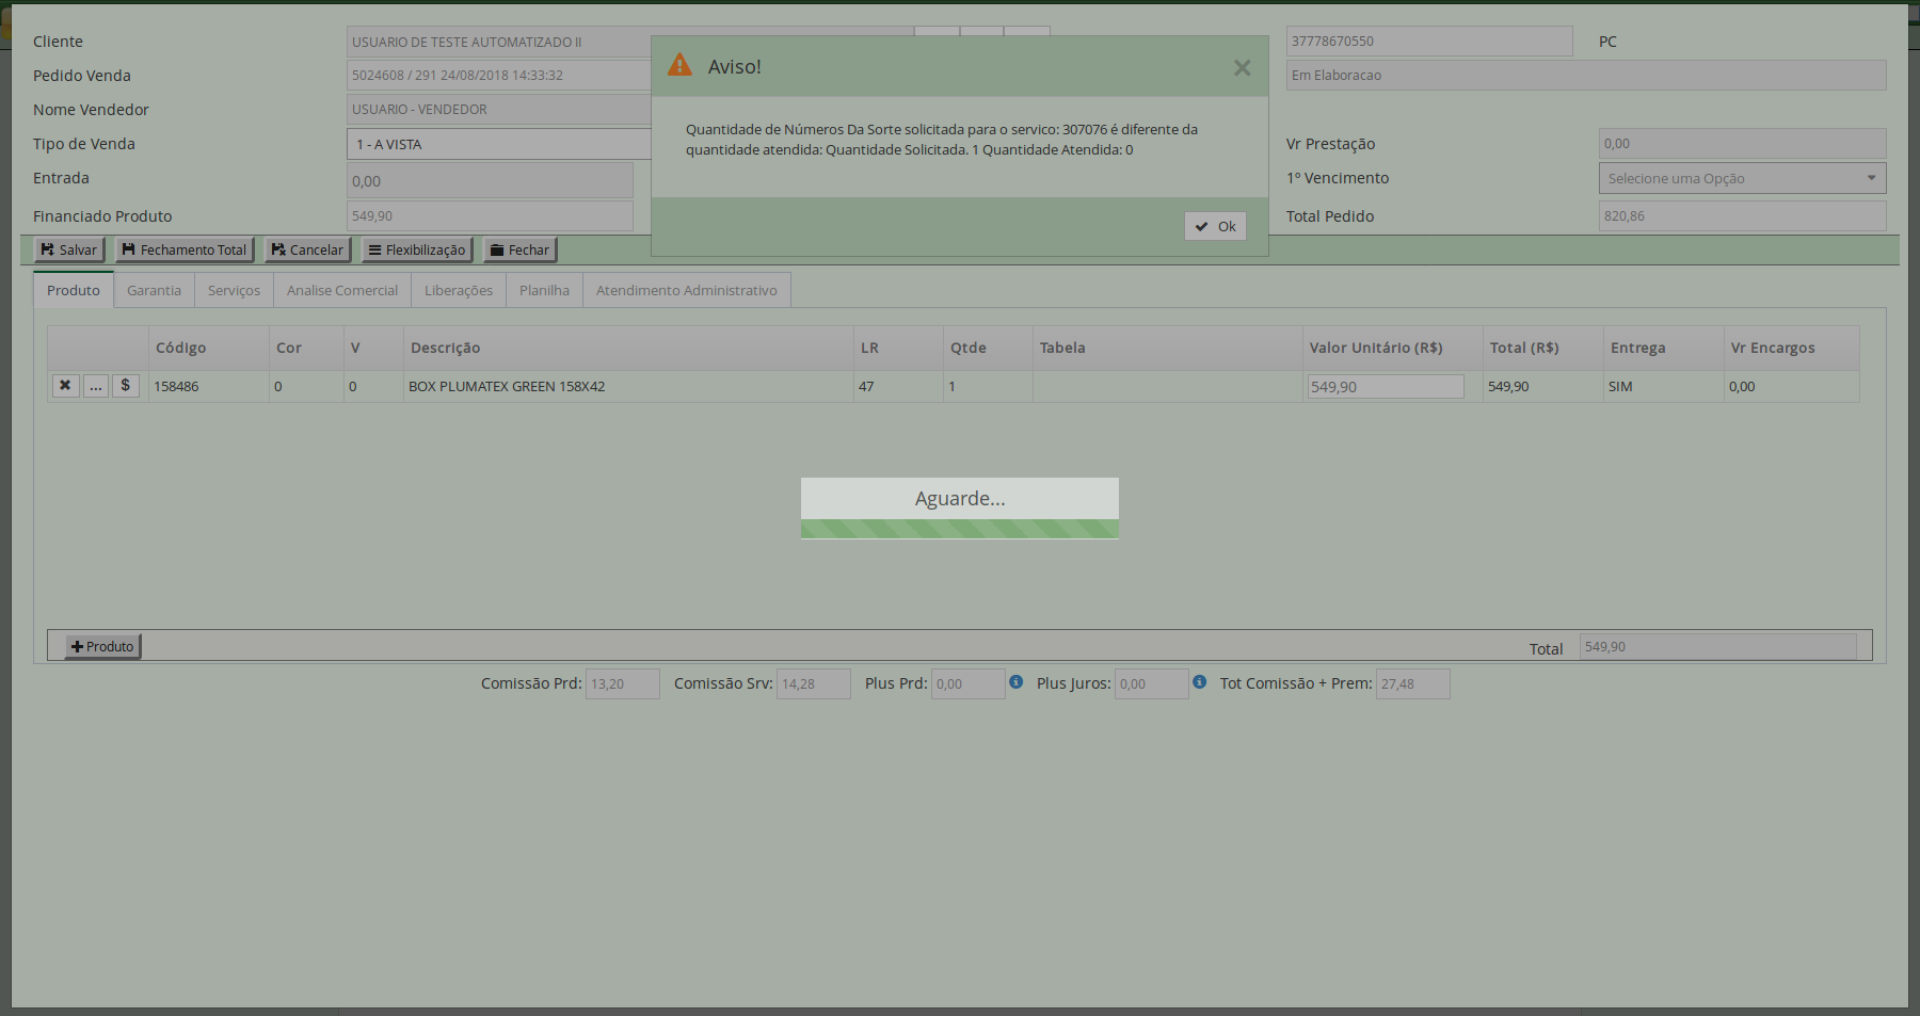 Cliente
USUARIO DE TESTE AUTOMATIZADO II
37778670550
PC
Pedido Venda
5024608 / 291 24/08/2018 14:33:32
Em Elaboracao
Nome Vendedor
USUARIO - VENDEDOR
Tipo de Venda
1 - A VISTA
Vr Prestação
0,00
Entrada
0,00
1º Vencimento
Selecione uma Opção
Financiado Produto
549,90
Total Pedido
820,86
Aviso!
Quantidade de Números Da Sorte solicitada para o servico: 307076 é diferente da
quantidade atendida: Quantidade Solicitada. 1 Quantidade Atendida: 0
Ok
Salvar Fechamento Total Cancelar Flexibilização Fechar
Produto Garantia Serviços Analise Comercial Liberações Planilha Atendimento Administrativo
Código Cor V Descrição LR Qtde Tabela Valor Unitário (R$) Total (R$) Entrega Vr Encargos
... $ 158486 0 0 BOX PLUMATEX GREEN 158X42 47 1 549,90 549,90 SIM 0,00
Aguarde...
Produto
Total 549,90
Comissão Prd: 13,20 Comissão Srv: 14,28 Plus Prd: 0,00 Plus Juros: 0,00 Tot Comissão + Prem: 27,48